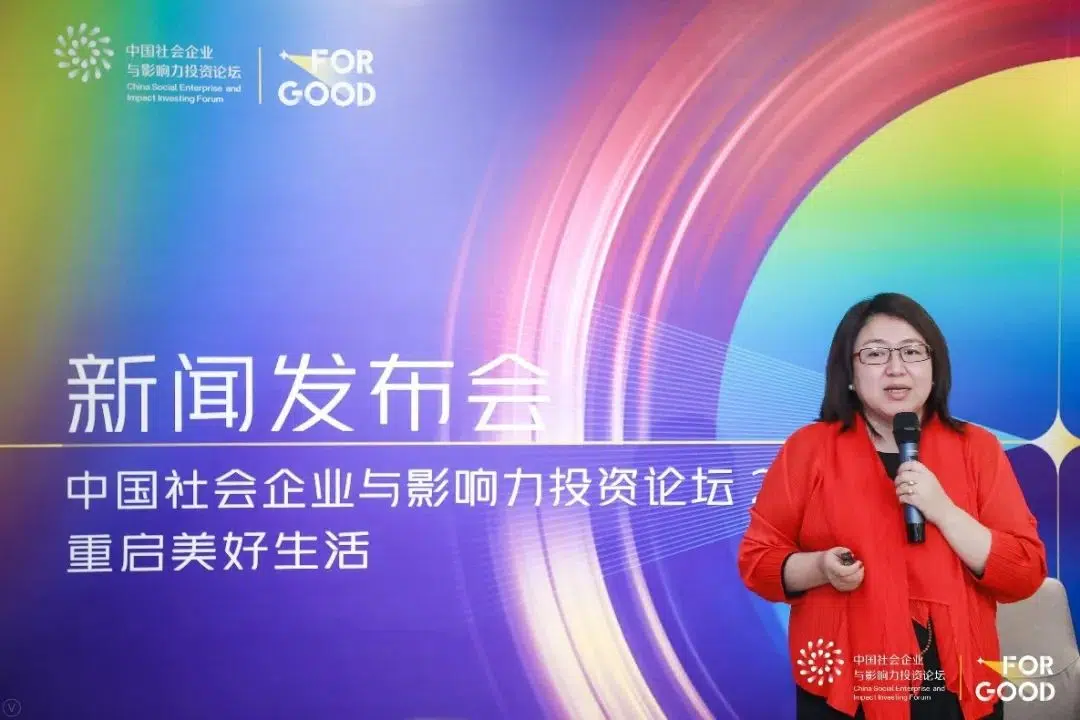 中国社会企业
与影响力投资论坛
China Social Enterprise and
Impact Investing Forum
FOR
GOOD
新闻发布会
中国社会企业与影响力投资论坛 2
重启美好生活
中国社会企业
与影响力投资论坛
China Social Enterprise and
Impact Investing Forum
FOR
GOOD
V